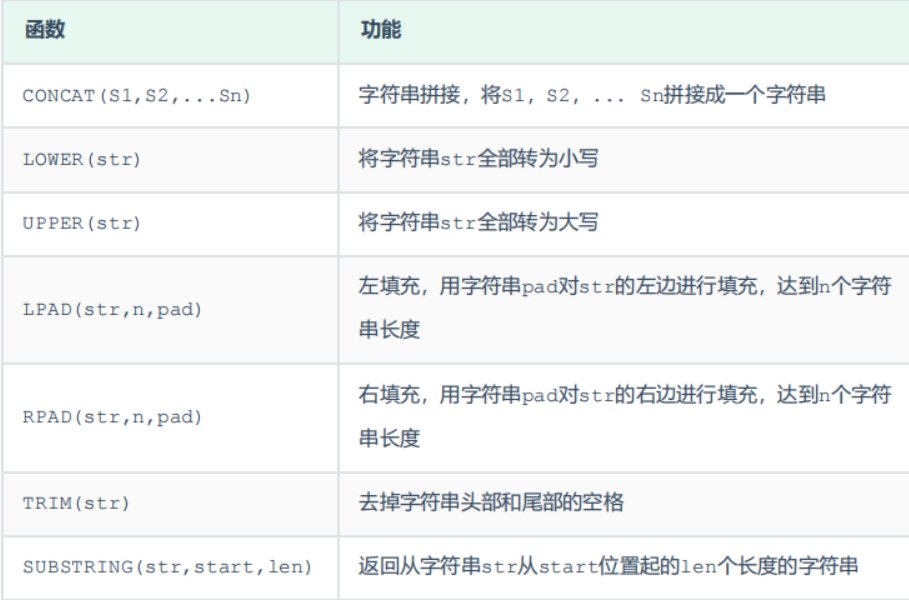 函数 功能
CONCAT(S1,S2,...Sn) 字符串拼接，将S1，S2，... Sn拼接成一个字符串
LOWER(str) 将字符串str全部转为小写
UPPER(str) 将字符串str全部转为大写
LPAD(str,n,pad) 左填充，用字符串pad对str的左边进行填充，达到n个字符
串长度
RPAD(str,n,pad) 右填充，用字符串pad对str的右边进行填充，达到n个字符
串长度
TRIM(str) 去掉字符串头部和尾部的空格
SUBSTRING(str,start,len) 返回从字符串str从start位置起的len个长度的字符串